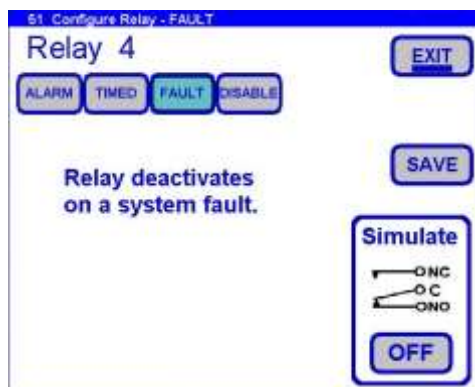 61 Configure Relay - FAULT
Relay 4
EXIT
ALARM TIMED FAULT DISABLE
SAVE
Relay deactivates
on a system fault.
Simulate
NC
C
NO
OFF